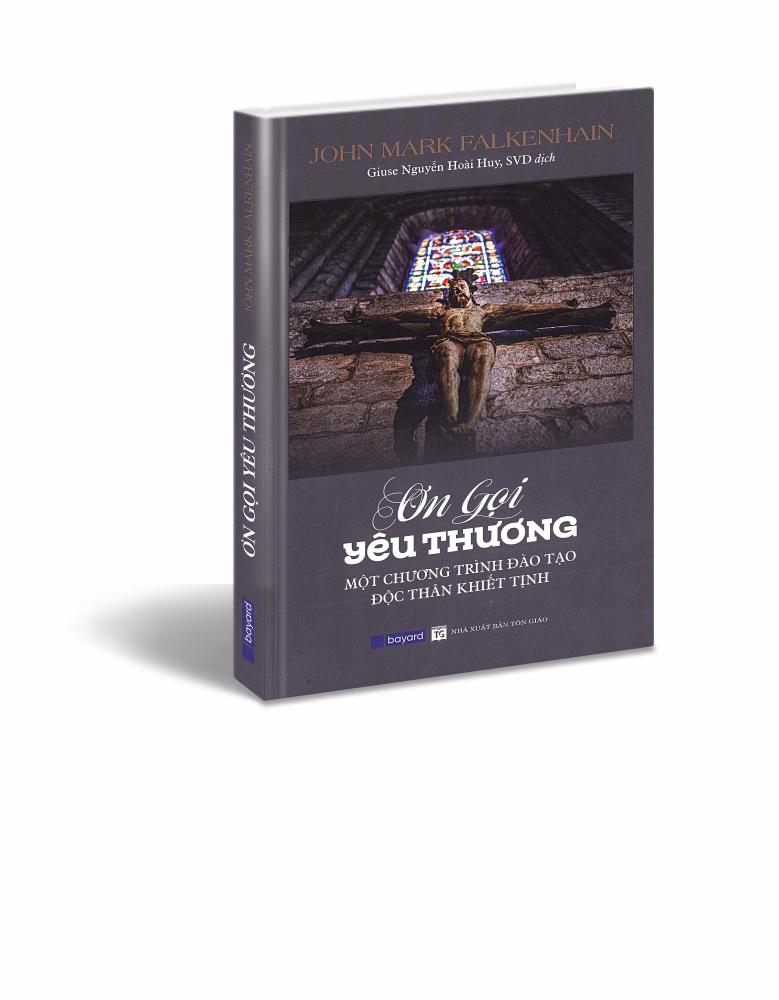 JOHN MARK FALKENHAIN
Giuse Nguyễn Hoài Huy, SVD dịch
Ơn Gọi
YÊU THƯƠNG
MỘT CHƯƠNG TRÌNH ĐÀO TẠO
ĐỘC THÂN KHIẾT TỊNH
bayard TG NHÀ XUẤT BẢN TÔN GIÁO
JOHN MARK FALKENHAIN
ƠN GỌI YÊU THƯƠNG
bayard